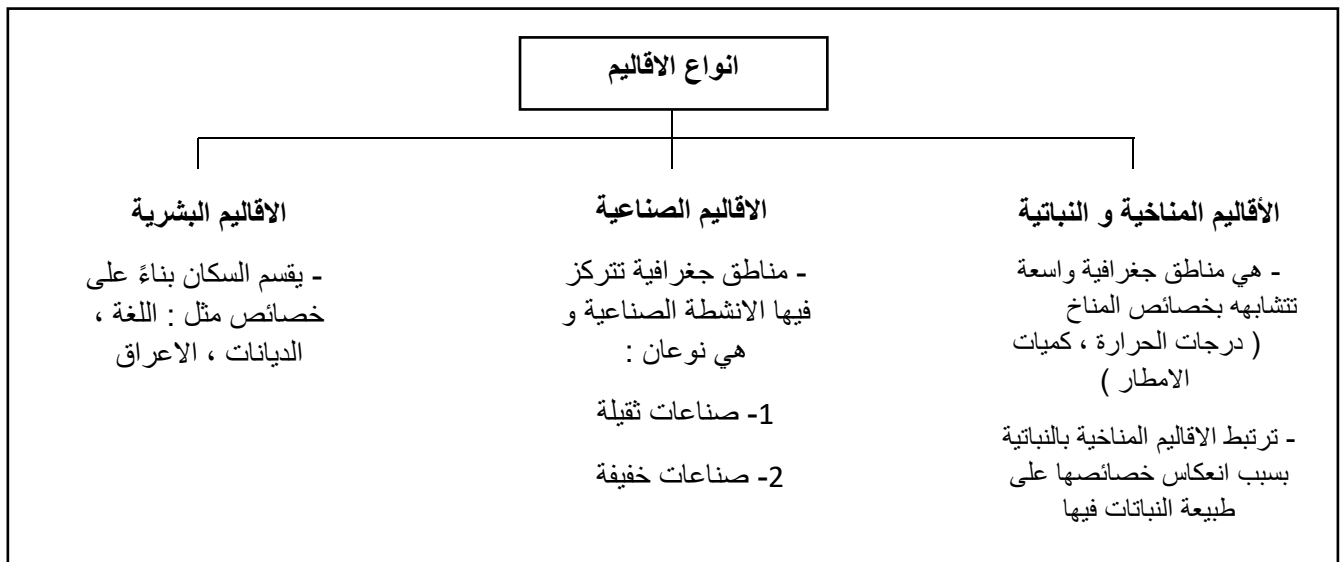 انواع الاقاليم
الأقاليم المناخية و النباتية
- هي مناطق جغرافية واسعة
تتشابهه بخصائص المناخ
( درجات الحرارة ، كميات
الامطار )
- ترتبط الاقاليم المناخية بالنباتية
بسبب انعكاس خصائصها على
طبيعة النباتات فيها
الاقاليم الصناعية
- مناطق جغرافية تتركز
فيها الانشطة الصناعية و
هي نوعان :
1- صناعات ثقيلة
2- صناعات خفيفة
الاقاليم البشرية
- يقسم السكان بناءً على
خصائص مثل : اللغة ،
الديانات ، الاعراق